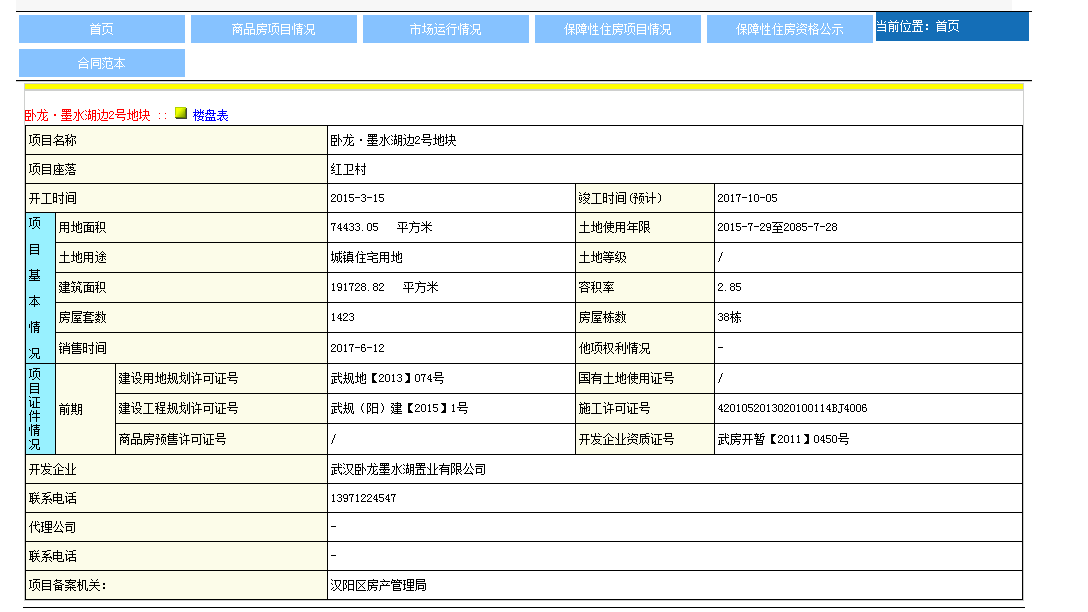 首页 商品房项目情况 市场运行情况 保障性住房项目情况 保障性住房资格公示 当前位置：首页
合同范本
卧龙·墨水湖边2号地块 :: 楼盘表
项目名称 卧龙·墨水湖边2号地块
项目座落 红卫村
开工时间 2015-3-15 竣工时间(预计) 2017-10-05
项目基本情况
用地面积 74433.05 平方米 土地使用年限 2015-7-29至2085-7-28
土地用途 城镇住宅用地 土地等级 /
建筑面积 191728.82 平方米 容积率 2.85
房屋套数 1423 房屋栋数 38栋
销售时间 2017-6-12 他项权利情况 -
项目证件情况
前期
建设用地规划许可证号 武规地【2013】074号 国有土地使用证号 /
建设工程规划许可证号 武规（阳）建【2015】1号 施工许可证号 4201052013020100114BJ4006
商品房预售许可证号 / 开发企业资质证号 武房开暂【2011】0450号
开发企业 武汉卧龙墨水湖置业有限公司
联系电话 13971224547
代理公司 -
联系电话 -
项目备案机关： 汉阳区房产管理局